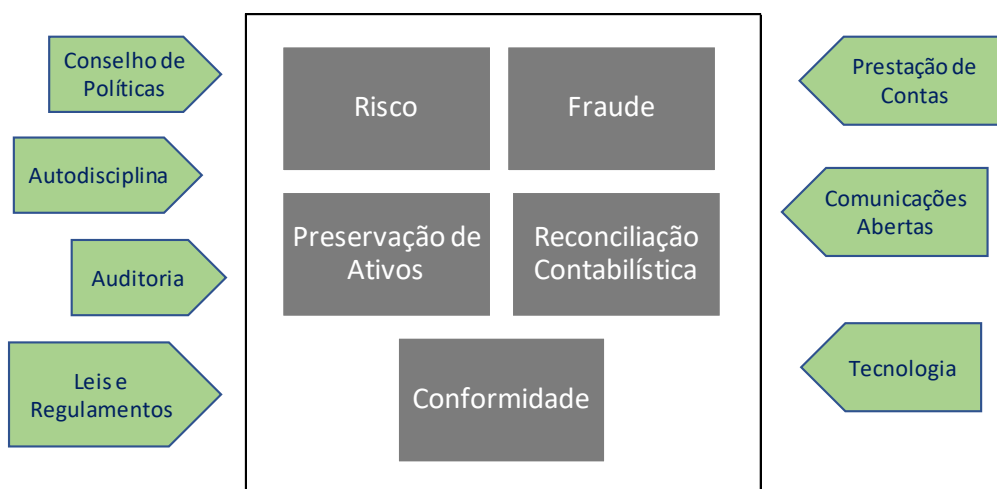 Conselho de
Políticas
Autodisciplina
Auditoria
Leis e
Regulamentos
Risco
Fraude
Preservação de
Ativos
Reconciliação
Contabilística
Conformidade
Prestação de
Contas
Comunicações
Abertas
Tecnologia